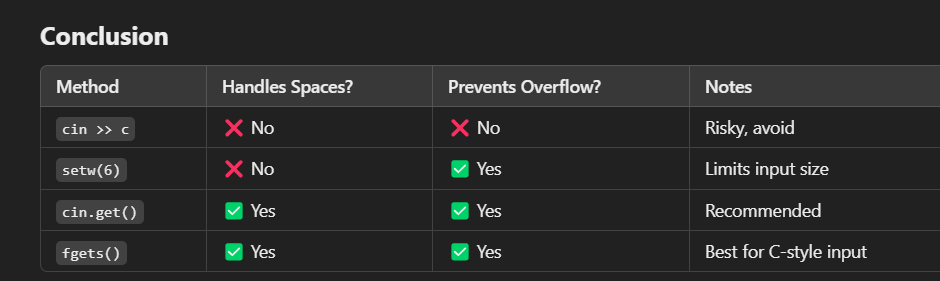 Conclusion
Method Handles Spaces? Prevents Overflow? Notes
cin >> c ❌ No ❌ No Risky, avoid
setw(6) ❌ No ✅ Yes Limits input size
cin.get() ✅ Yes ✅ Yes Recommended
fgets() ✅ Yes ✅ Yes Best for C-style input